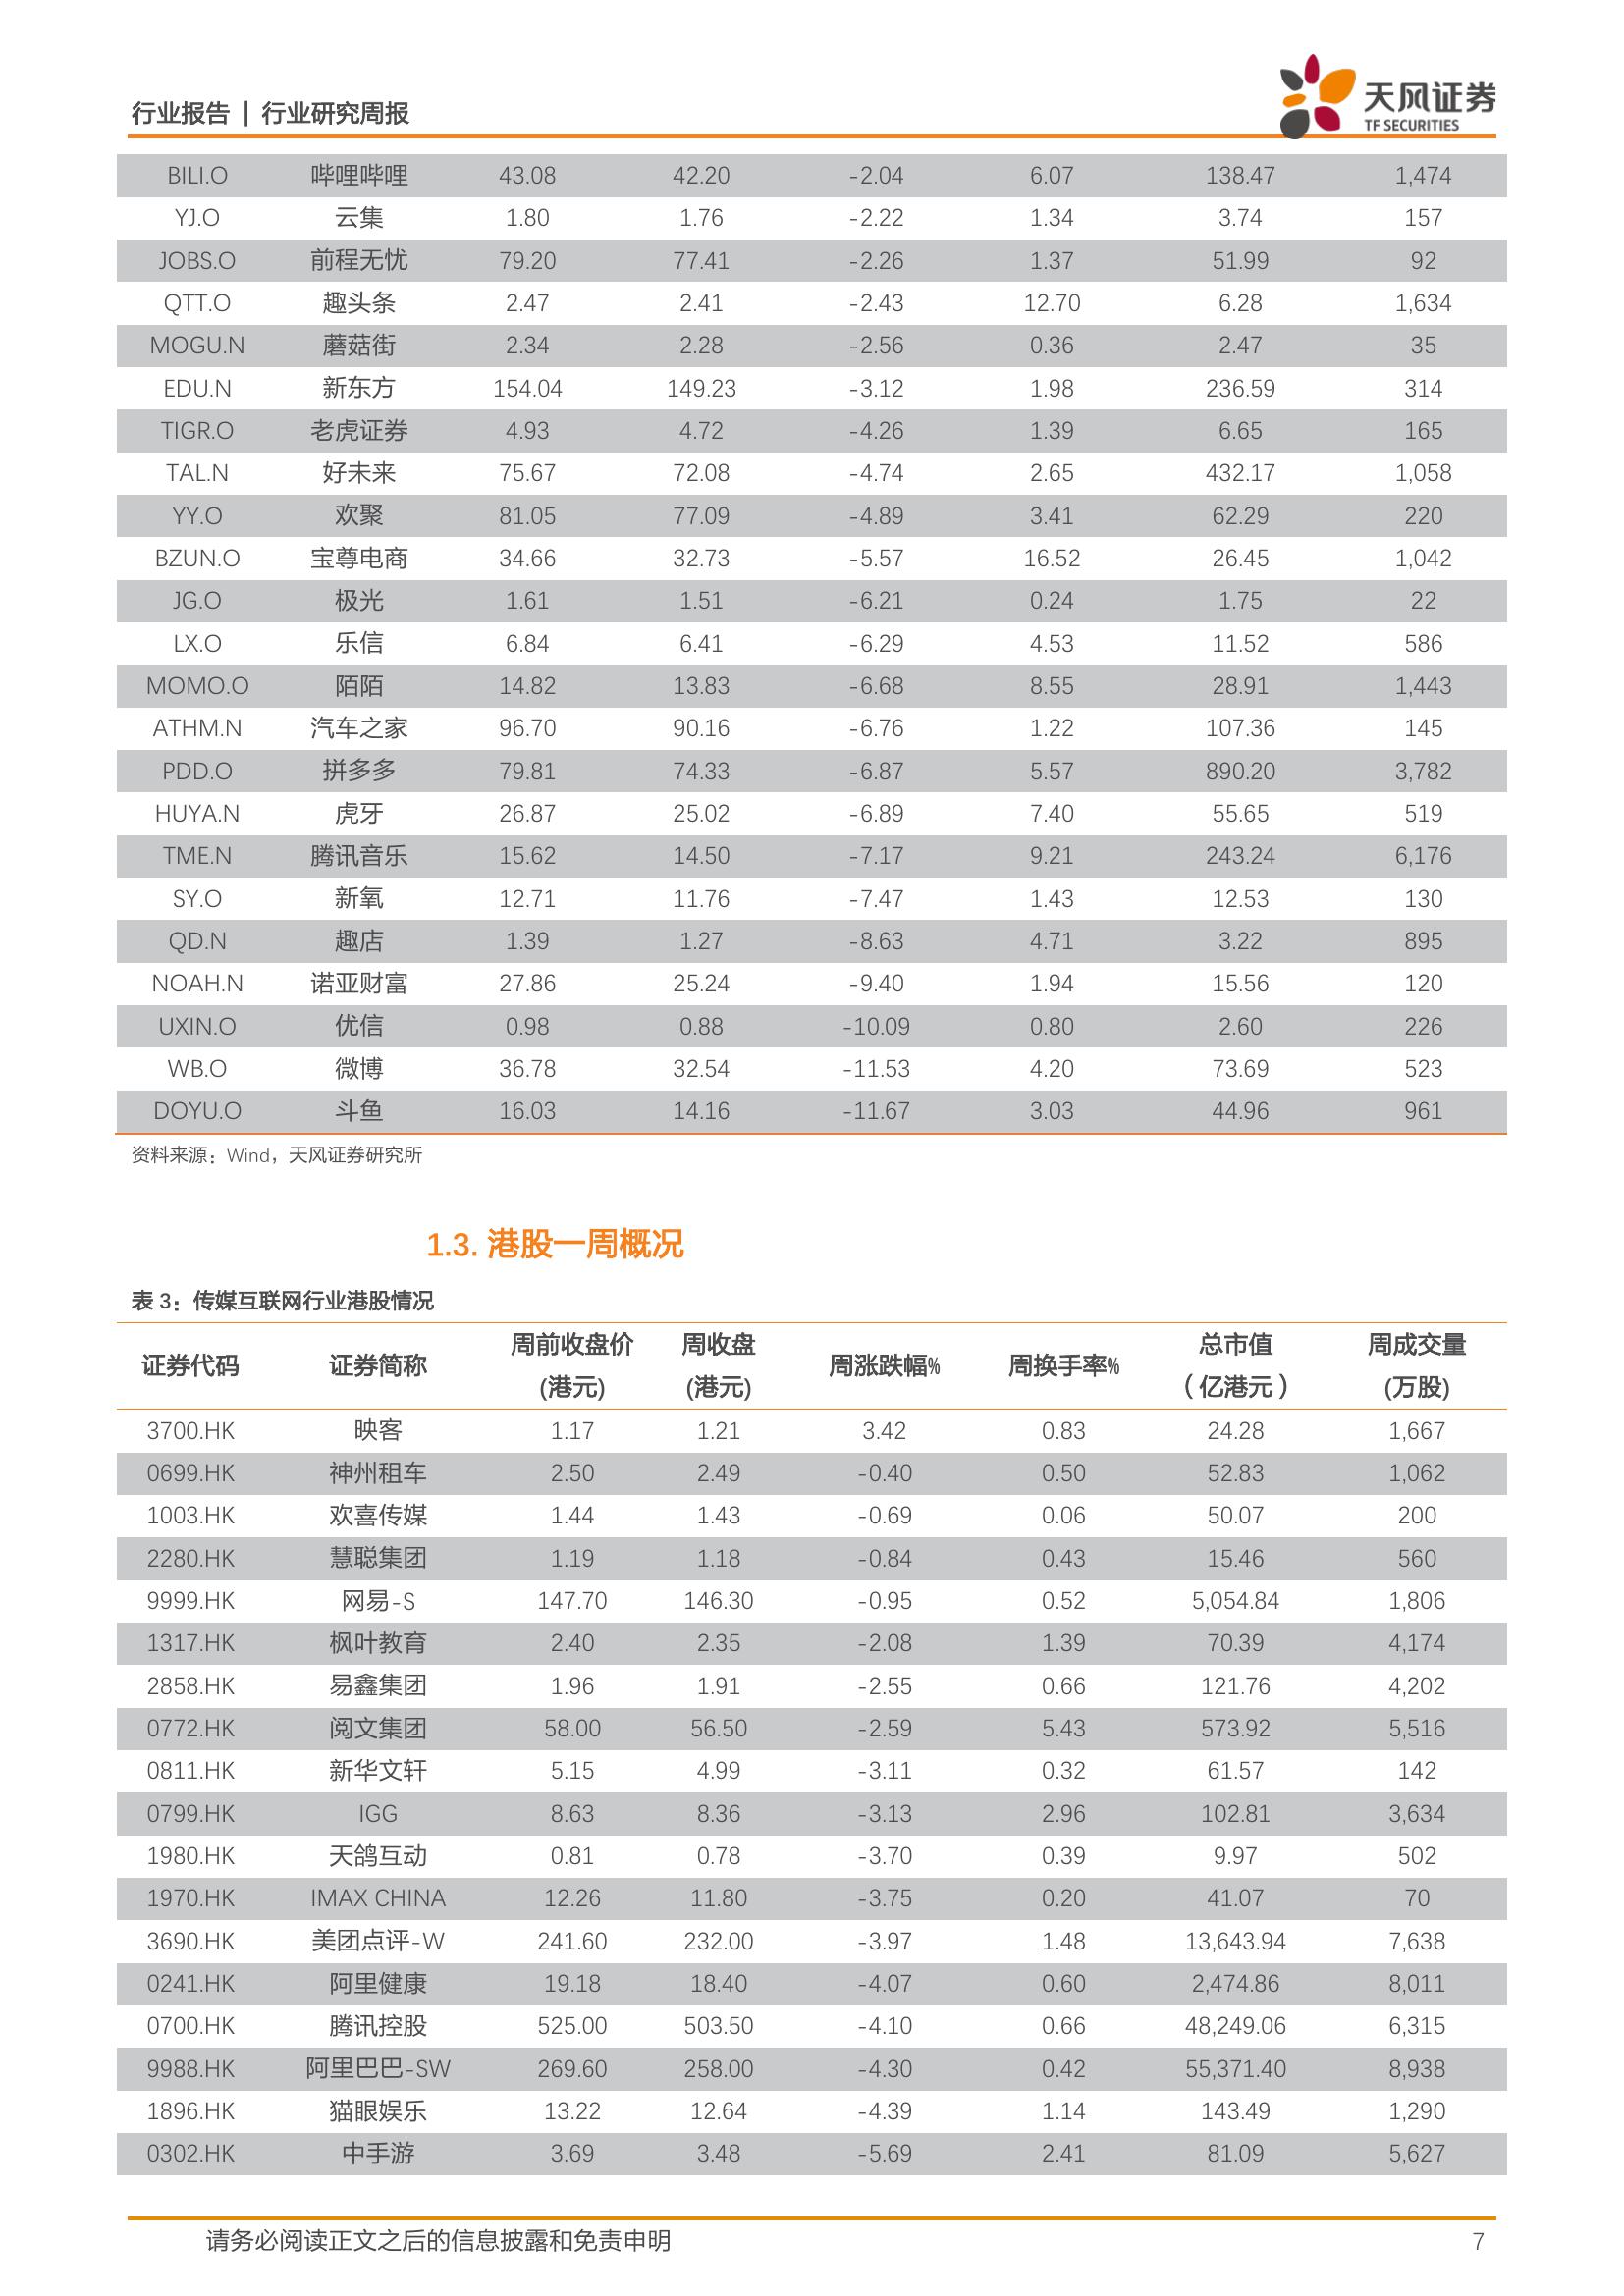 行业报告 | 行业研究周报
天风证券
TF SECURITIES
BILI.O 哔哩哔哩 43.08 42.20 -2.04 6.07 138.47 1,474
YJ.O 云集 1.80 1.76 -2.22 1.34 3.74 157
JOBS.O 前程无忧 79.20 77.41 -2.26 1.37 51.99 92
QTT.O 趣头条 2.47 2.41 -2.43 12.70 6.28 1,634
MOGU.N 蘑菇街 2.34 2.28 -2.56 0.36 2.47 35
EDU.N 新东方 154.04 149.23 -3.12 1.98 236.59 314
TIGR.O 老虎证券 4.93 4.72 -4.26 1.39 6.65 165
TAL.N 好未来 75.67 72.08 -4.74 2.65 432.17 1,058
YY.O 欢聚 81.05 77.09 -4.89 3.41 62.29 220
BZUN.O 宝尊电商 34.66 32.73 -5.57 16.52 26.45 1,042
JG.O 极光 1.61 1.51 -6.21 0.24 1.75 22
LX.O 乐信 6.84 6.41 -6.29 4.53 11.52 586
MOMO.O 陌陌 14.82 13.83 -6.68 8.55 28.91 1,443
ATHM.N 汽车之家 96.70 90.16 -6.76 1.22 107.36 145
PDD.O 拼多多 79.81 74.33 -6.87 5.57 890.20 3,782
HUYA.N 虎牙 26.87 25.02 -6.89 7.40 55.65 519
TME.N 腾讯音乐 15.62 14.50 -7.17 9.21 243.24 6,176
SY.O 新氧 12.71 11.76 -7.47 1.43 12.53 130
QD.N 趣店 1.39 1.27 -8.63 4.71 3.22 895
NOAH.N 诺亚财富 27.86 25.24 -9.40 1.94 15.56 120
UXIN.O 优信 0.98 0.88 -10.09 0.80 2.60 226
WB.O 微博 36.78 32.54 -11.53 4.20 73.69 523
DOYU.O 斗鱼 16.03 14.16 -11.67 3.03 44.96 961
资料来源：Wind，天风证券研究所
1.3. 港股一周概况
表 3：传媒互联网行业港股情况
证券代码 证券简称 周前收盘价(港元) 周收盘(港元) 周涨跌幅% 周换手率% 总市值（亿港元） 周成交量(万股)
3700.HK 映客 1.17 1.21 3.42 0.83 24.28 1,667
0699.HK 神州租车 2.50 2.49 -0.40 0.50 52.83 1,062
1003.HK 欢喜传媒 1.44 1.43 -0.69 0.06 50.07 200
2280.HK 慧聪集团 1.19 1.18 -0.84 0.43 15.46 560
9999.HK 网易-S 147.70 146.30 -0.95 0.52 5,054.84 1,806
1317.HK 枫叶教育 2.40 2.35 -2.08 1.39 70.39 4,174
2858.HK 易鑫集团 1.96 1.91 -2.55 0.66 121.76 4,202
0772.HK 阅文集团 58.00 56.50 -2.59 5.43 573.92 5,516
0811.HK 新华文轩 5.15 4.99 -3.11 0.32 61.57 142
0799.HK IGG 8.63 8.36 -3.13 2.96 102.81 3,634
1980.HK 天鸽互动 0.81 0.78 -3.70 0.39 9.97 502
1970.HK IMAX CHINA 12.26 11.80 -3.75 0.20 41.07 70
3690.HK 美团点评-W 241.60 232.00 -3.97 1.48 13,643.94 7,638
0241.HK 阿里健康 19.18 18.40 -4.07 0.60 2,474.86 8,011
0700.HK 腾讯控股 525.00 503.50 -4.10 0.66 48,249.06 6,315
9988.HK 阿里巴巴-SW 269.60 258.00 -4.30 0.42 55,371.40 8,938
1896.HK 猫眼娱乐 13.22 12.64 -4.39 1.14 143.49 1,290
0302.HK 中手游 3.69 3.48 -5.69 2.41 81.09 5,627
请务必阅读正文之后的信息披露和免责申明 7